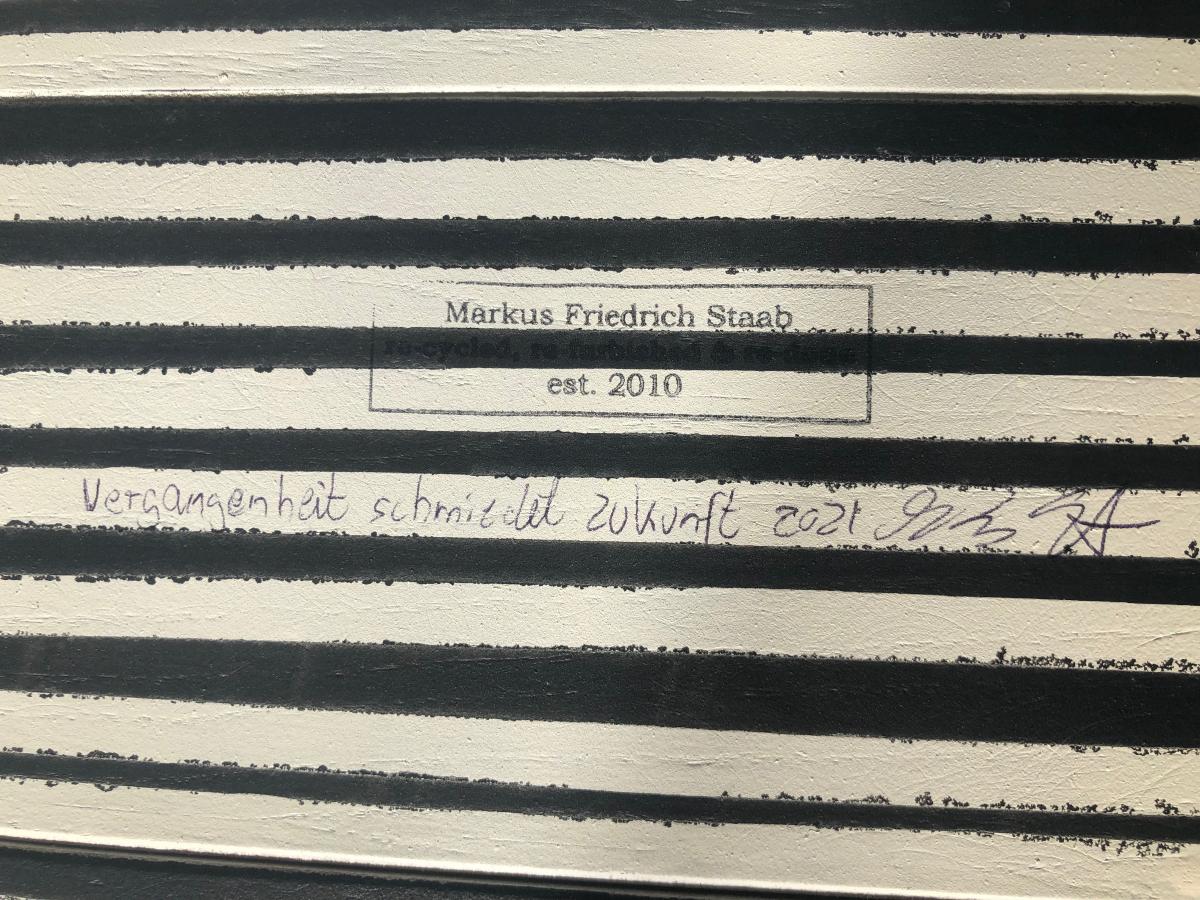 Markus Friedrich Staab
re-cycled, re-furbished & re-done
est. 2010
Vergangenheit schmiedet Zukunft 2021